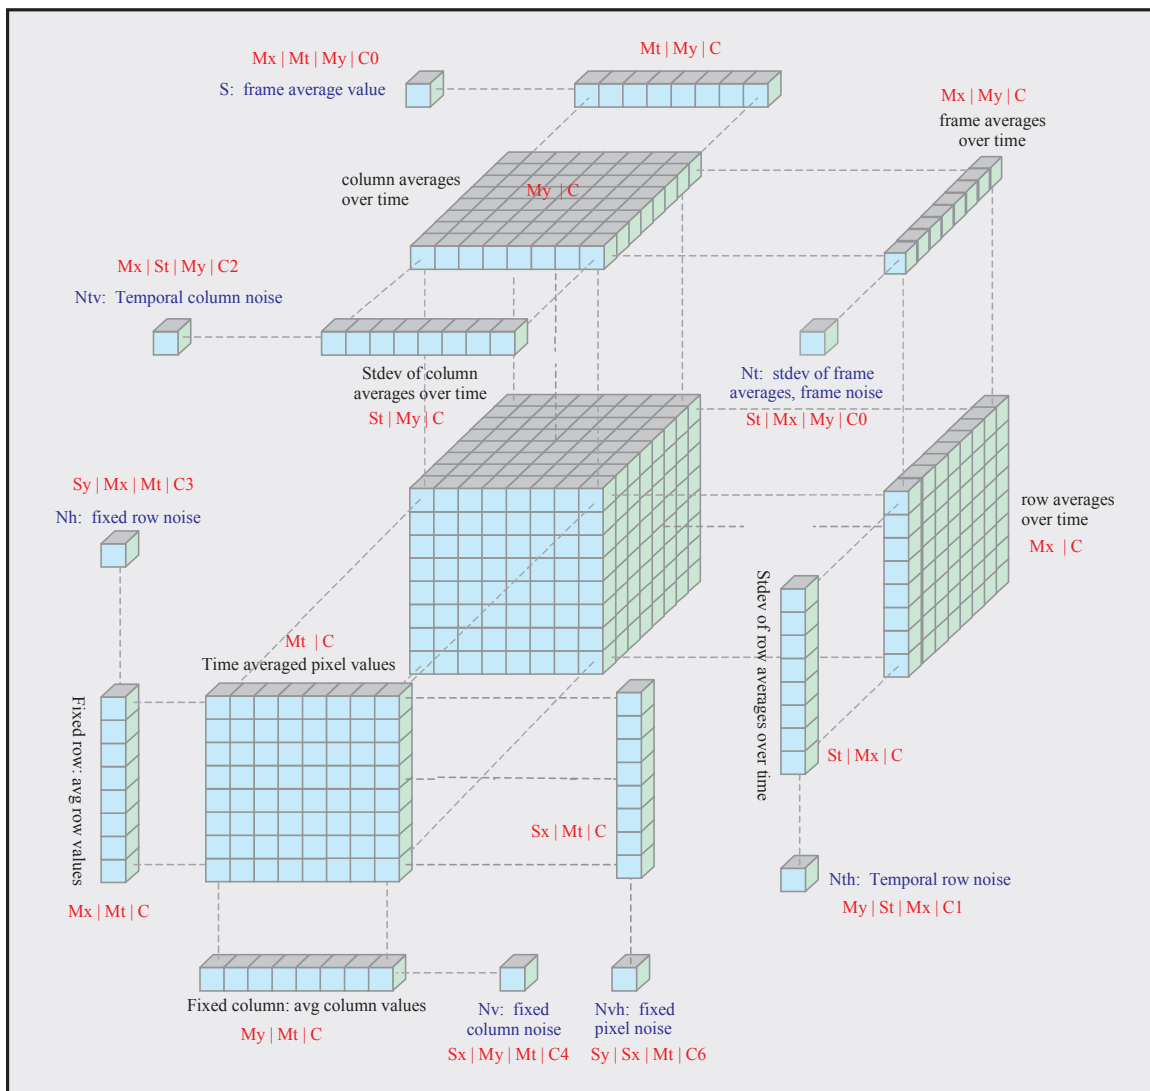 Mx | Mt | My | C0
S: frame average value
Mt | My | C
Mx | My | C
frame averages
over time
column averages
over time
My | C
Mx | St | My | C2
Ntv: Temporal column noise
Stdev of column
averages over time
St | My | C
Nt: stdev of frame
averages, frame noise
St | Mx | My | C0
Sy | Mx | Mt | C3
Nh: fixed row noise
row averages
over time
Mx | C
Stdev of row averages over time
Mt | C
Time averaged pixel values
Fixed row: avg row values
St | Mx | C
Sx | Mt | C
Nth: Temporal row noise
My | St | Mx | C1
Mx | Mt | C
Fixed column: avg column values
My | Mt | C
Nv: fixed
column noise
Sx | My | Mt | C4
Nvh: fixed
pixel noise
Sy | Sx | Mt | C6